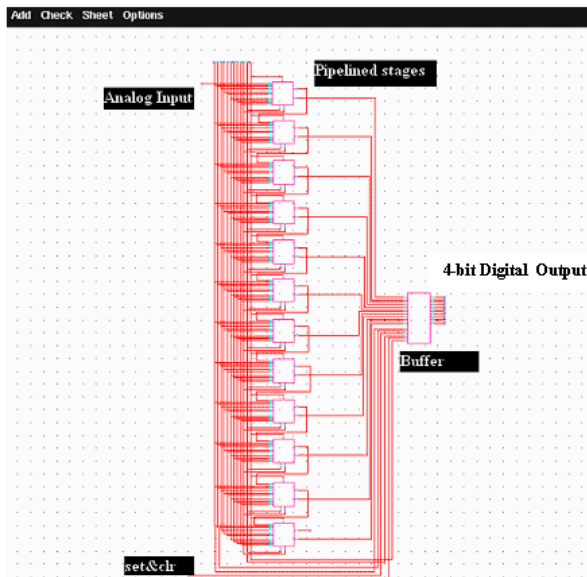 Add Check Sheet Options
Pipelined stages
Analog Input
4-bit Digital Output
Buffer
set&clr